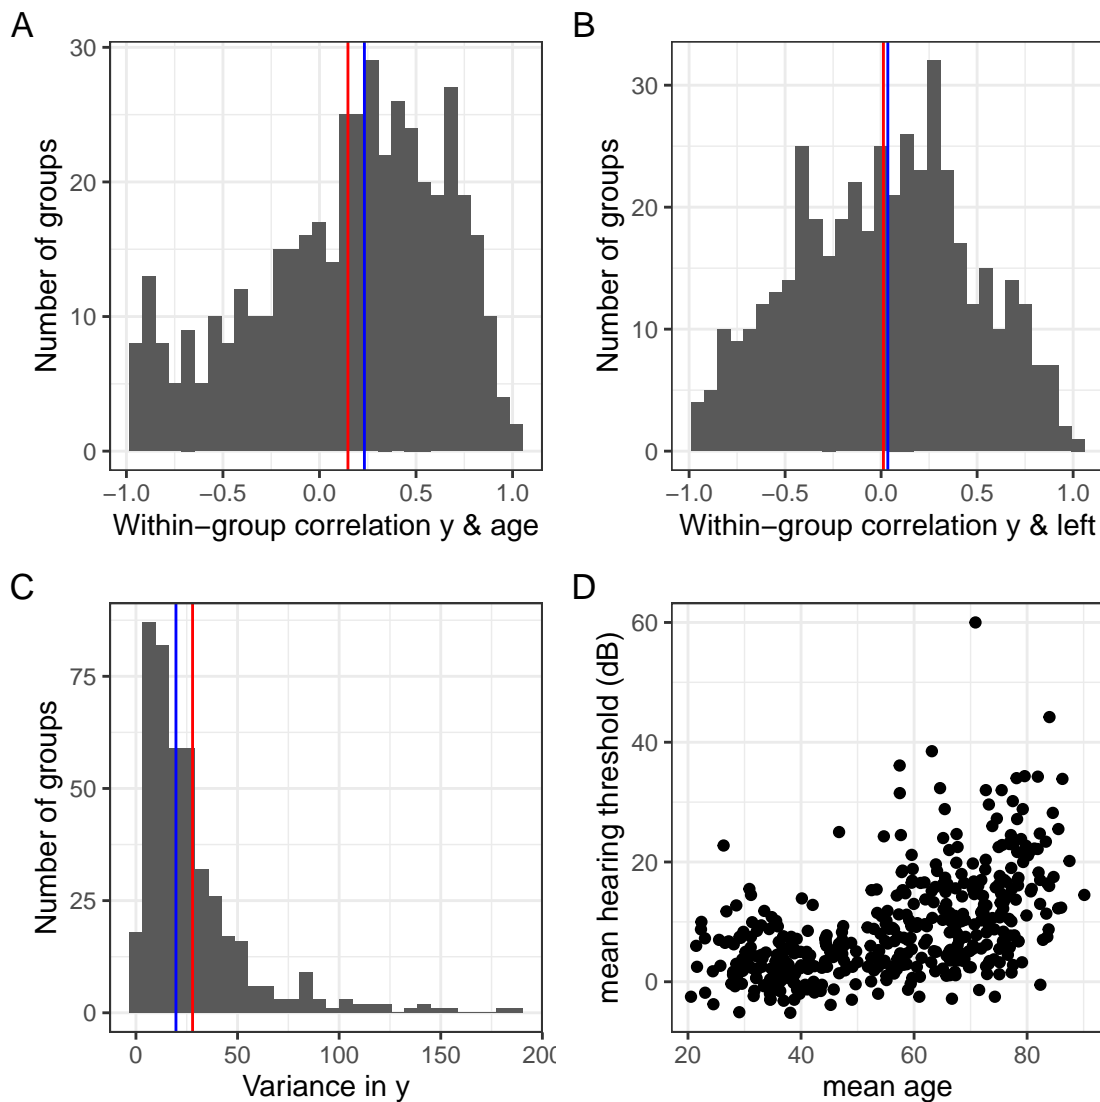 A
30
20
10
0
Number of groups
−1.0 −0.5 0.0 0.5 1.0
Within−group correlation y & age
B
30
20
10
0
Number of groups
−1.0 −0.5 0.0 0.5 1.0
Within−group correlation y & left
C
75
50
25
0
Number of groups
0 50 100 150 200
Variance in y
D
60
40
20
0
mean hearing threshold (dB)
20 40 60 80
mean age